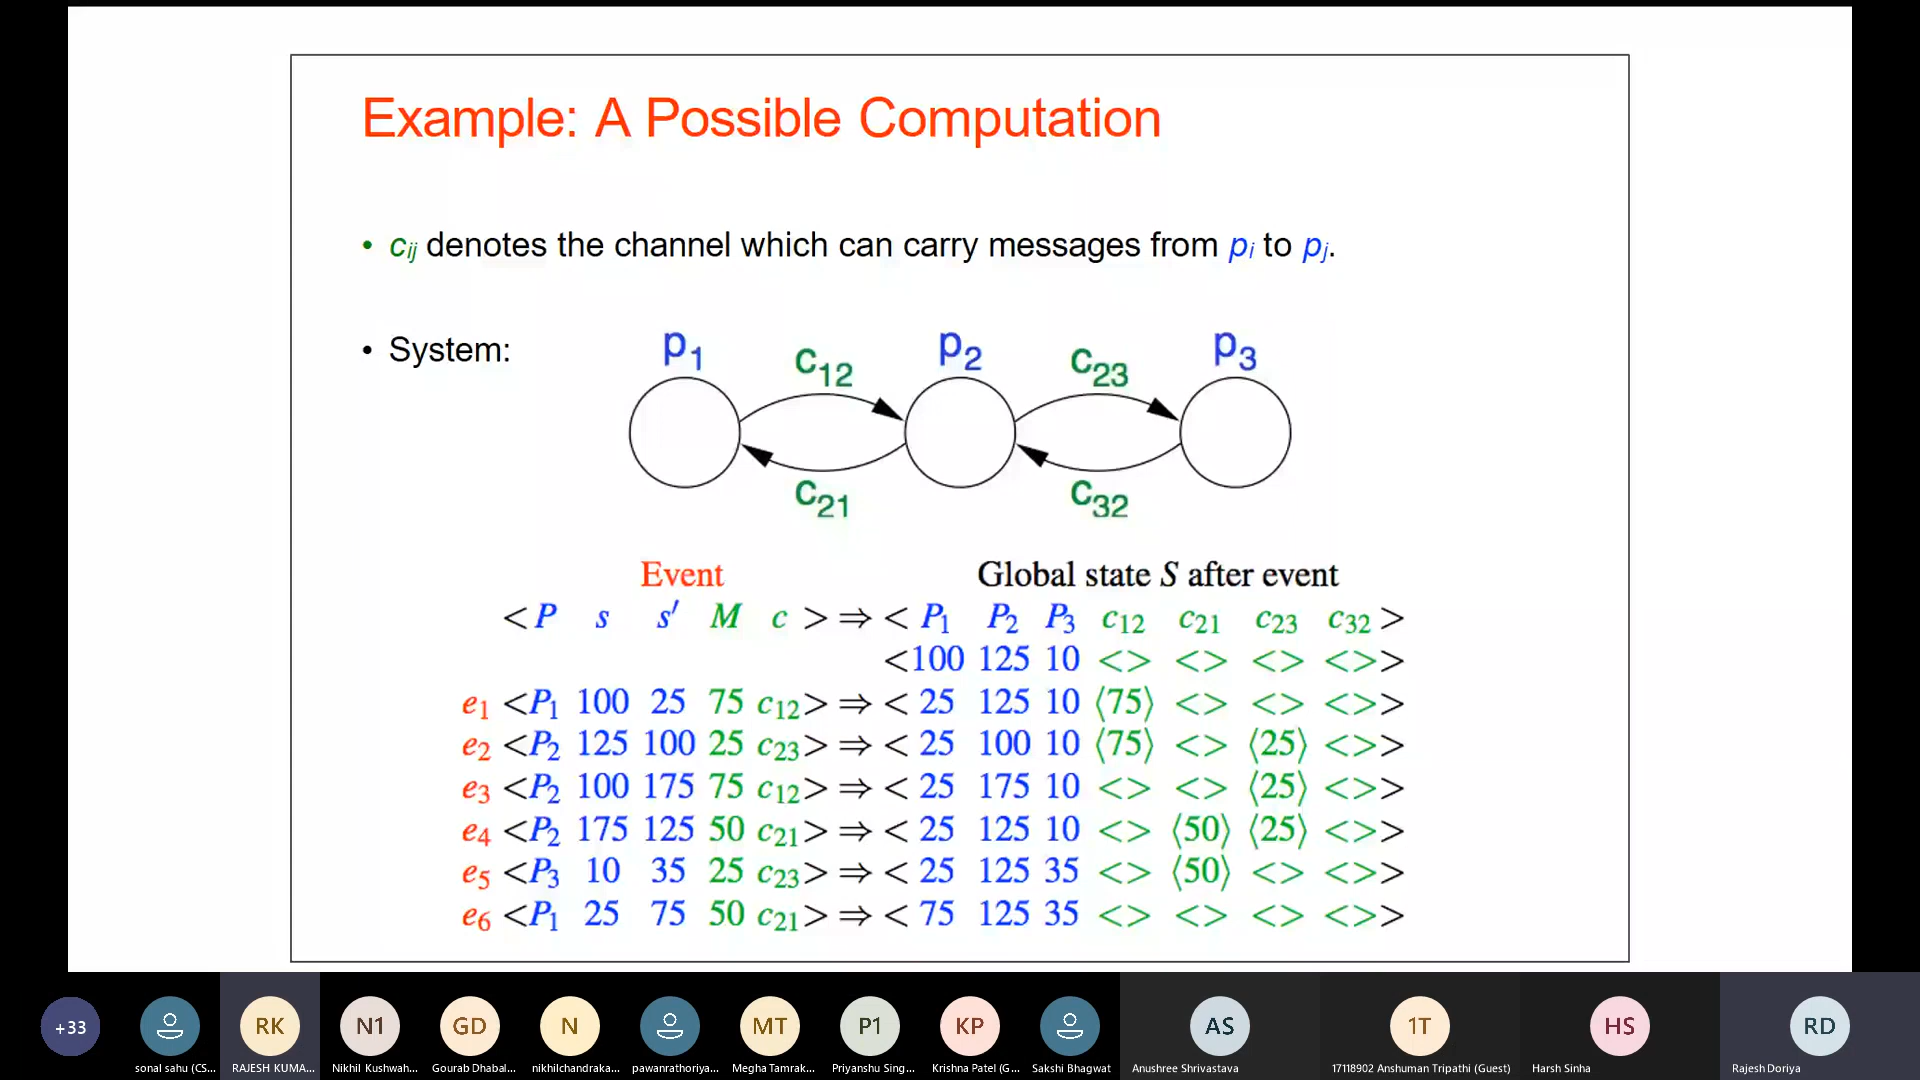 Example: A Possible Computation
• cij denotes the channel which can carry messages from pi to pj.
• System:
p1 c12 p2 c23 p3
c21 c32
Event Global state S after event
< P s s′ M c > ⇒ < P1 P2 P3 c12 c21 c23 c32 >
<100 125 10 <> <> <> <>>
e1 <P1 100 25 75 c12> ⇒ < 25 125 10 ⟨75⟩ <> <> <>>
e2 <P2 125 100 25 c23> ⇒ < 25 100 10 ⟨75⟩ <> ⟨25⟩ <>>
e3 <P2 100 175 75 c12> ⇒ < 25 175 10 <> <> ⟨25⟩ <>>
e4 <P2 175 125 50 c21> ⇒ < 25 125 10 <> ⟨50⟩ ⟨25⟩ <>>
e5 <P3 10 35 25 c23> ⇒ < 25 125 35 <> ⟨50⟩ <> <>>
e6 <P1 25 75 50 c21> ⇒ < 75 125 35 <> <> <> <>>
+33 RK N1 GD N MT P1 KP AS 1T HS RD
sonal sahu (CS... RAJESH KUMA... Nikhil Kushwah... Gourab Dhabal... nikhilchandraka... pawanrathoriya... Megha Tamrak... Priyanshu Sing... Krishna Patel (G... Sakshi Bhagwat Anushree Shrivastava 17118902 Anshuman Tripathi (Guest) Harsh Sinha Rajesh Doriya